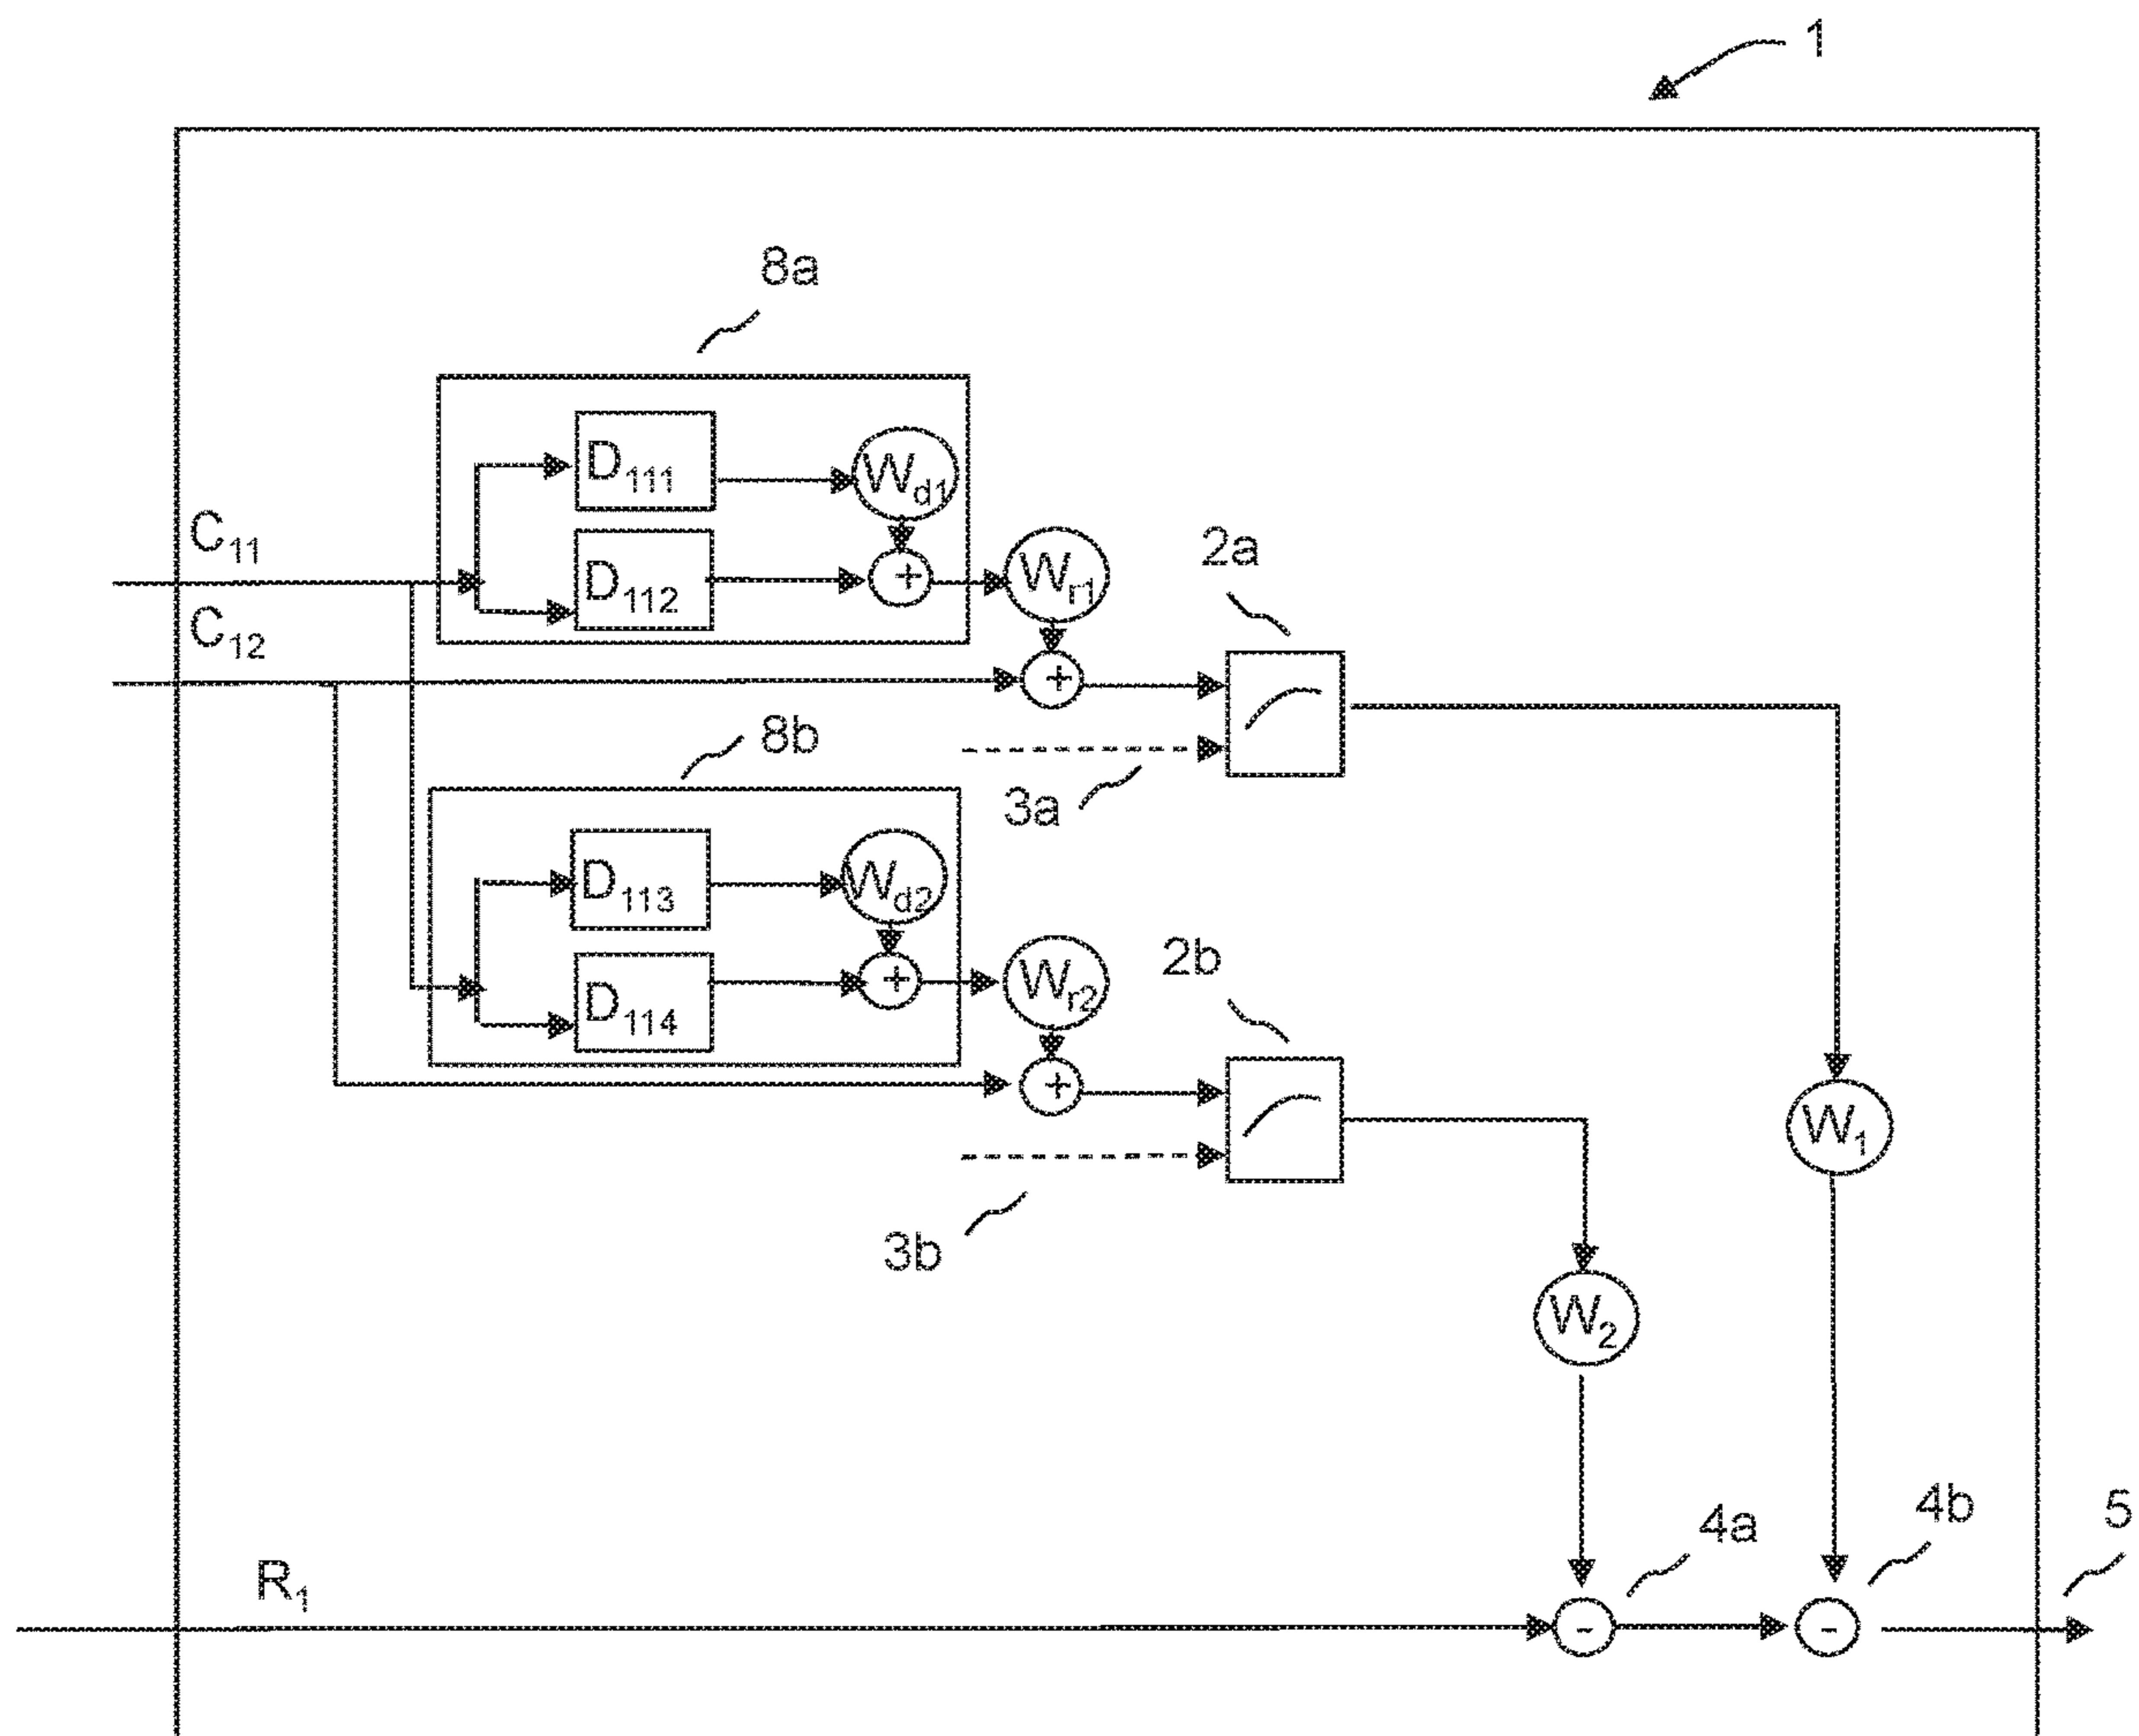 1
8a
D111
Wd1
C11
D112
+
Wr1
2a
C12
+
8b
3a
D113
Wd2
2b
D114
+
Wr2
+
W1
3b
W2
4a
4b
5
R1
-
-